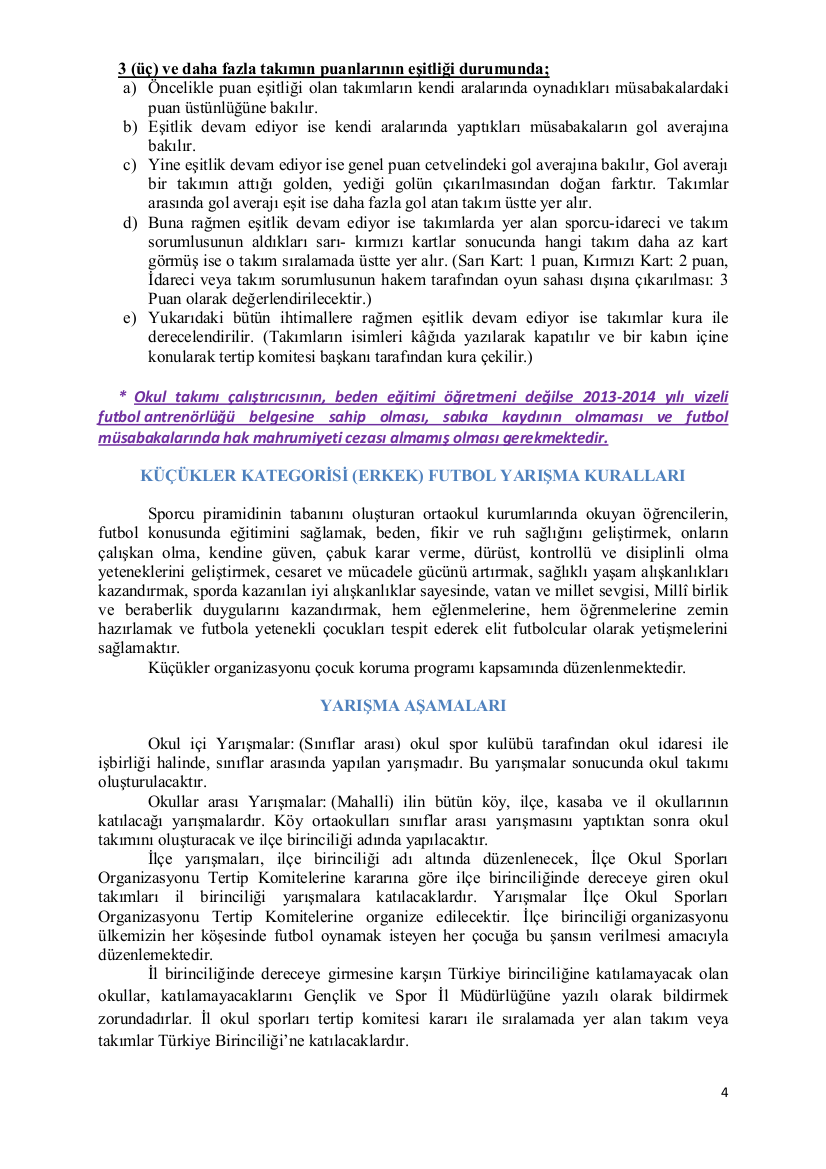 3 (üç) ve daha fazla takımın puanlarının eşitliği durumunda;
a) Öncelikle puan eşitliği olan takımların kendi aralarında oynadıkları müsabakalardaki
puan üstünlüğüne bakılır.
b) Eşitlik devam ediyor ise kendi aralarında yaptıkları müsabakaların gol averajına
bakılır.
c) Yine eşitlik devam ediyor ise genel puan cetvelindeki gol averajına bakılır, Gol averajı
bir takımın attığı golden, yediği golün çıkarılmasından doğan farktır. Takımlar
arasında gol averajı eşit ise daha fazla gol atan takım üstte yer alır.
d) Buna rağmen eşitlik devam ediyor ise takımlarda yer alan sporcu-idareci ve takım
sorumlusunun aldıkları sarı- kırmızı kartlar sonucunda hangi takım daha az kart
görmüş ise o takım sıralamada üstte yer alır. (Sarı Kart: 1 puan, Kırmızı Kart: 2 puan,
İdareci veya takım sorumlusunun hakem tarafından oyun sahası dışına çıkarılması: 3
Puan olarak değerlendirilecektir.)
e) Yukarıdaki bütün ihtimallere rağmen eşitlik devam ediyor ise takımlar kura ile
derecelendirilir. (Takımların isimleri kâğıda yazılarak kapatılır ve bir kabın içine
konularak tertip komitesi başkanı tarafından kura çekilir.)
* Okul takımı çalıştırıcısının, beden eğitimi öğretmeni değilse 2013-2014 yılı vizeli
futbol antrenörlüğü belgesine sahip olması, sabıka kaydının olmaması ve futbol
müsabakalarında hak mahrumiyeti cezası almamış olması gerekmektedir.
KÜÇÜKLER KATEGORİSİ (ERKEK) FUTBOL YARIŞMA KURALLARI
Sporcu piramidinin tabanını oluşturan ortaokul kurumlarında okuyan öğrencilerin,
futbol konusunda eğitimini sağlamak, beden, fikir ve ruh sağlığını geliştirmek, onların
çalışkan olma, kendine güven, çabuk karar verme, dürüst, kontrollü ve disiplinli olma
yeteneklerini geliştirmek, cesaret ve mücadele gücünü artırmak, sağlıklı yaşam alışkanlıkları
kazandırmak, sporda kazanılan iyi alışkanlıklar sayesinde, vatan ve millet sevgisi, Millî birlik
ve beraberlik duygularını kazandırmak, hem eğlenmelerine, hem öğrenmelerine zemin
hazırlamak ve futbola yetenekli çocukları tespit ederek elit futbolcular olarak yetişmelerini
sağlamaktır.
Küçükler organizasyonu çocuk koruma programı kapsamında düzenlenmektedir.
YARIŞMA AŞAMALARI
Okul içi Yarışmalar: (Sınıflar arası) okul spor kulübü tarafından okul idaresi ile
işbirliği halinde, sınıflar arasında yapılan yarışmadır. Bu yarışmalar sonucunda okul takımı
oluşturulacaktır.
Okullar arası Yarışmalar: (Mahalli) ilin bütün köy, ilçe, kasaba ve il okullarının
katılacağı yarışmalardır. Köy ortaokulları sınıflar arası yarışmasını yaptıktan sonra okul
takımını oluşturacak ve ilçe birinciliği adında yapılacaktır.
İlçe yarışmaları, ilçe birinciliği adı altında düzenlenecek, İlçe Okul Sporları
Organizasyonu Tertip Komitelerine kararına göre ilçe birinciliğinde dereceye giren okul
takımları il birinciliği yarışmalara katılacaklardır. Yarışmalar İlçe Okul Sporları
Organizasyonu Tertip Komitelerine organize edilecektir. İlçe birinciliği organizasyonu
ülkemizin her köşesinde futbol oynamak isteyen her çocuğa bu şansın verilmesi amacıyla
düzenlemektedir.
İl birinciliğinde dereceye girmesine karşın Türkiye birinciliğine katılamayacak olan
okullar, katılamayacaklarını Gençlik ve Spor İl Müdürlüğüne yazılı olarak bildirmek
zorundadırlar. İl okul sporları tertip komitesi kararı ile sıralamada yer alan takım veya
takımlar Türkiye Birinciliği’ne katılacaklardır.
4